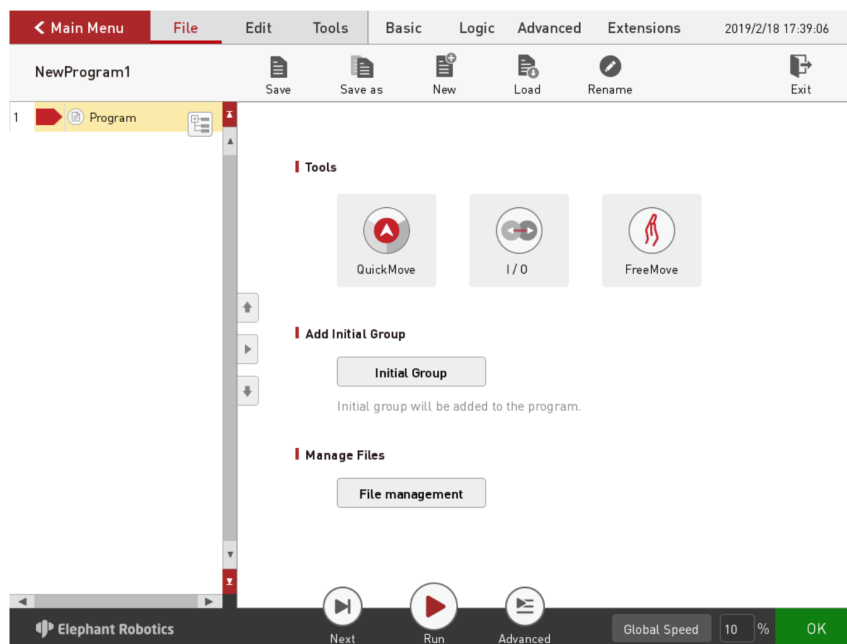 Main Menu File Edit Tools Basic Logic Advanced Extensions 2019/2/18 17:39:06
NewProgram1
Save Save as New Load Rename Exit
1 Program
Tools
QuickMove I/O FreeMove
Add Initial Group
Initial Group
Initial group will be added to the program.
Manage Files
File management
Elephant Robotics Next Run Advanced Global Speed 10 % OK